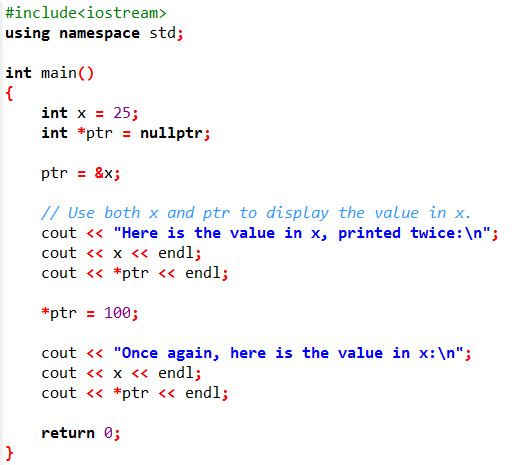 #include<iostream>
using namespace std;
int main()
{
int x = 25;
int *ptr = nullptr;
ptr = &x;
// Use both x and ptr to display the value in x.
cout << "Here is the value in x, printed twice:\n";
cout << x << endl;
cout << *ptr << endl;
*ptr = 100;
cout << "Once again, here is the value in x:\n";
cout << x << endl;
cout << *ptr << endl;
return 0;
}